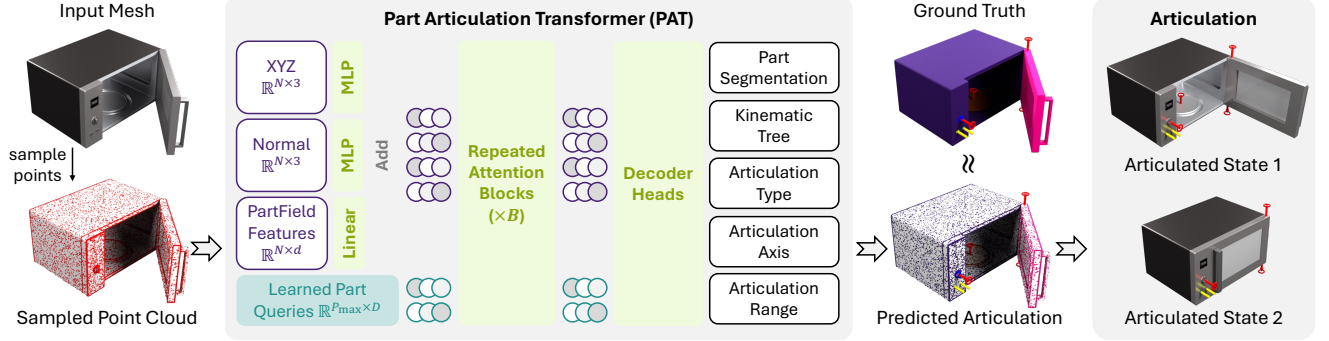 Input Mesh
sample
points
Sampled Point Cloud
Part Articulation Transformer (PAT)
XYZ
ℝ^{N×3}
MLP
Normal
ℝ^{N×3}
MLP
PartField
Features
ℝ^{N×d}
Linear
Add
Learned Part
Queries ℝ^{P_max×D}
Repeated
Attention
Blocks
(×B)
Decoder
Heads
Part
Segmentation
Kinematic
Tree
Articulation
Type
Articulation
Axis
Articulation
Range
Ground Truth
≈
Predicted Articulation
Articulation
Articulated State 1
Articulated State 2